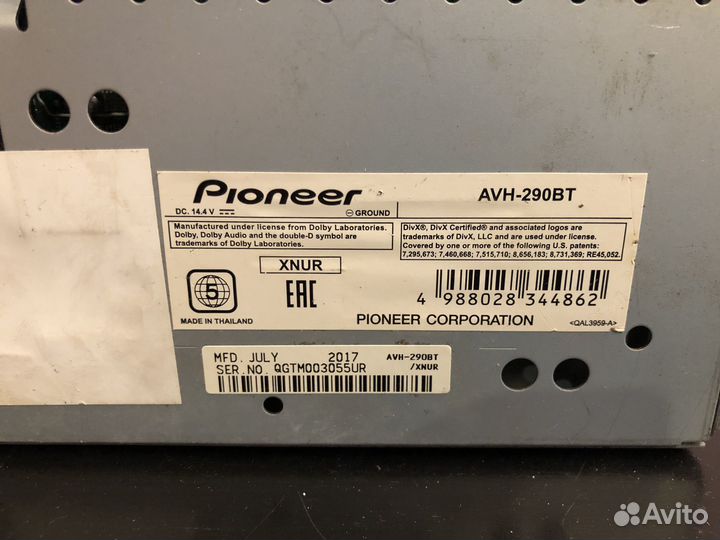 Pioneer
AVH-290BT
DC. 14.4 V
GROUND
Manufactured under license from Dolby Laboratories.
Dolby, Dolby Audio and the double-D symbol are
trademarks of Dolby Laboratories.
DivX®, DivX Certified® and associated logos are
trademarks of DivX, LLC and are used under license.
Covered by one or more of the following U.S. patents:
7,295,673; 7,460,668; 7,515,710; 8,656,183; 8,731,369; RE45,052.
XNUR
5
EAC
4 988028 344862
MADE IN THAILAND
PIONEER CORPORATION
<QAL3959-A>
MFD. JULY 2017 AVH-290BT
SER.NO. QGTM003055UR /XNUR
Avito